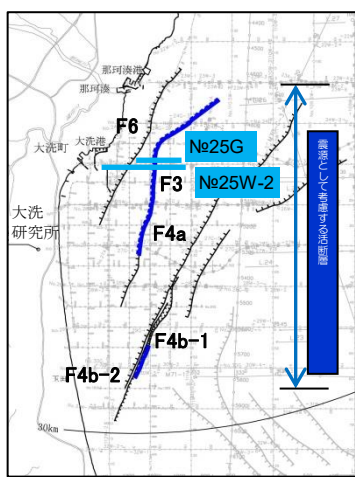 那珂湊港
那珂湊
F6
大洗港
大洗町
№25G
F3
№25W-2
大洗
研究所
F4a
震源として考慮する活断層
F4b-1
F4b-2
30km